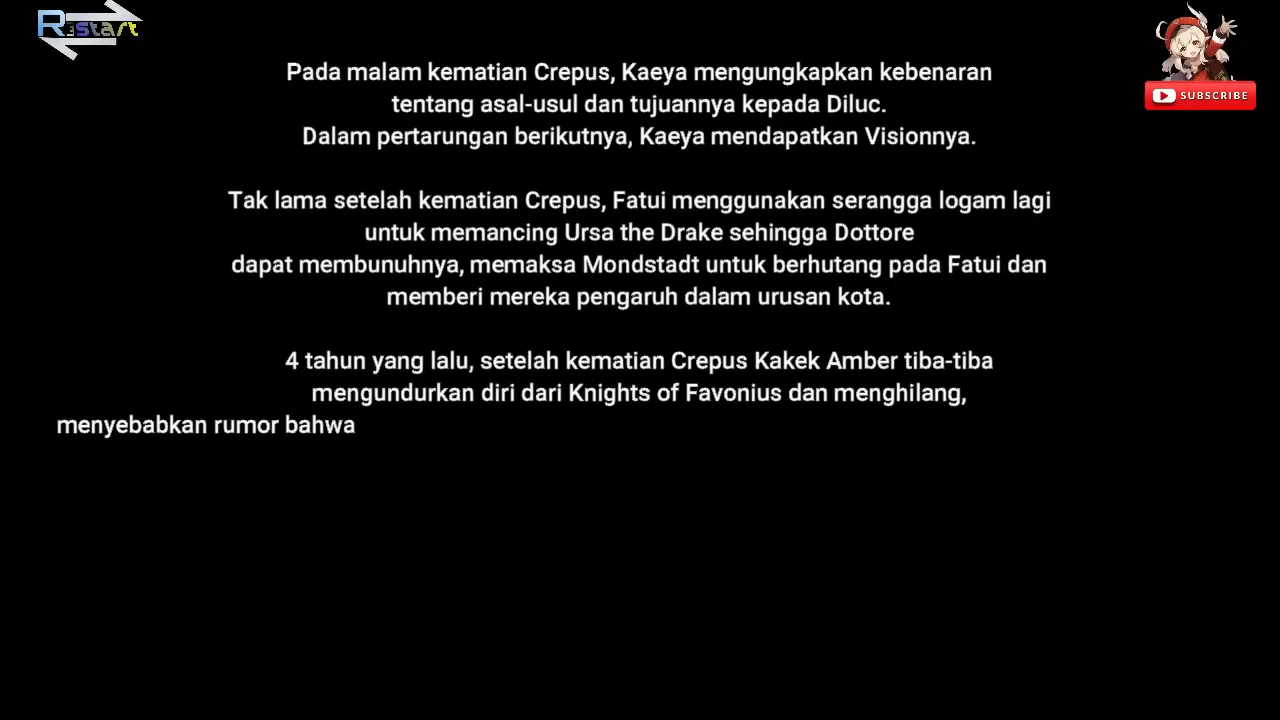 Restart
SUBSCRIBE
Pada malam kematian Crepus, Kaeya mengungkapkan kebenaran
tentang asal-usul dan tujuannya kepada Diluc.
Dalam pertarungan berikutnya, Kaeya mendapatkan Visionnya.
Tak lama setelah kematian Crepus, Fatui menggunakan serangga logam lagi
untuk memancing Ursa the Drake sehingga Dottore
dapat membunuhnya, memaksa Mondstadt untuk berhutang pada Fatui dan
memberi mereka pengaruh dalam urusan kota.
4 tahun yang lalu, setelah kematian Crepus Kakek Amber tiba-tiba
mengundurkan diri dari Knights of Favonius dan menghilang,
menyebabkan rumor bahwa